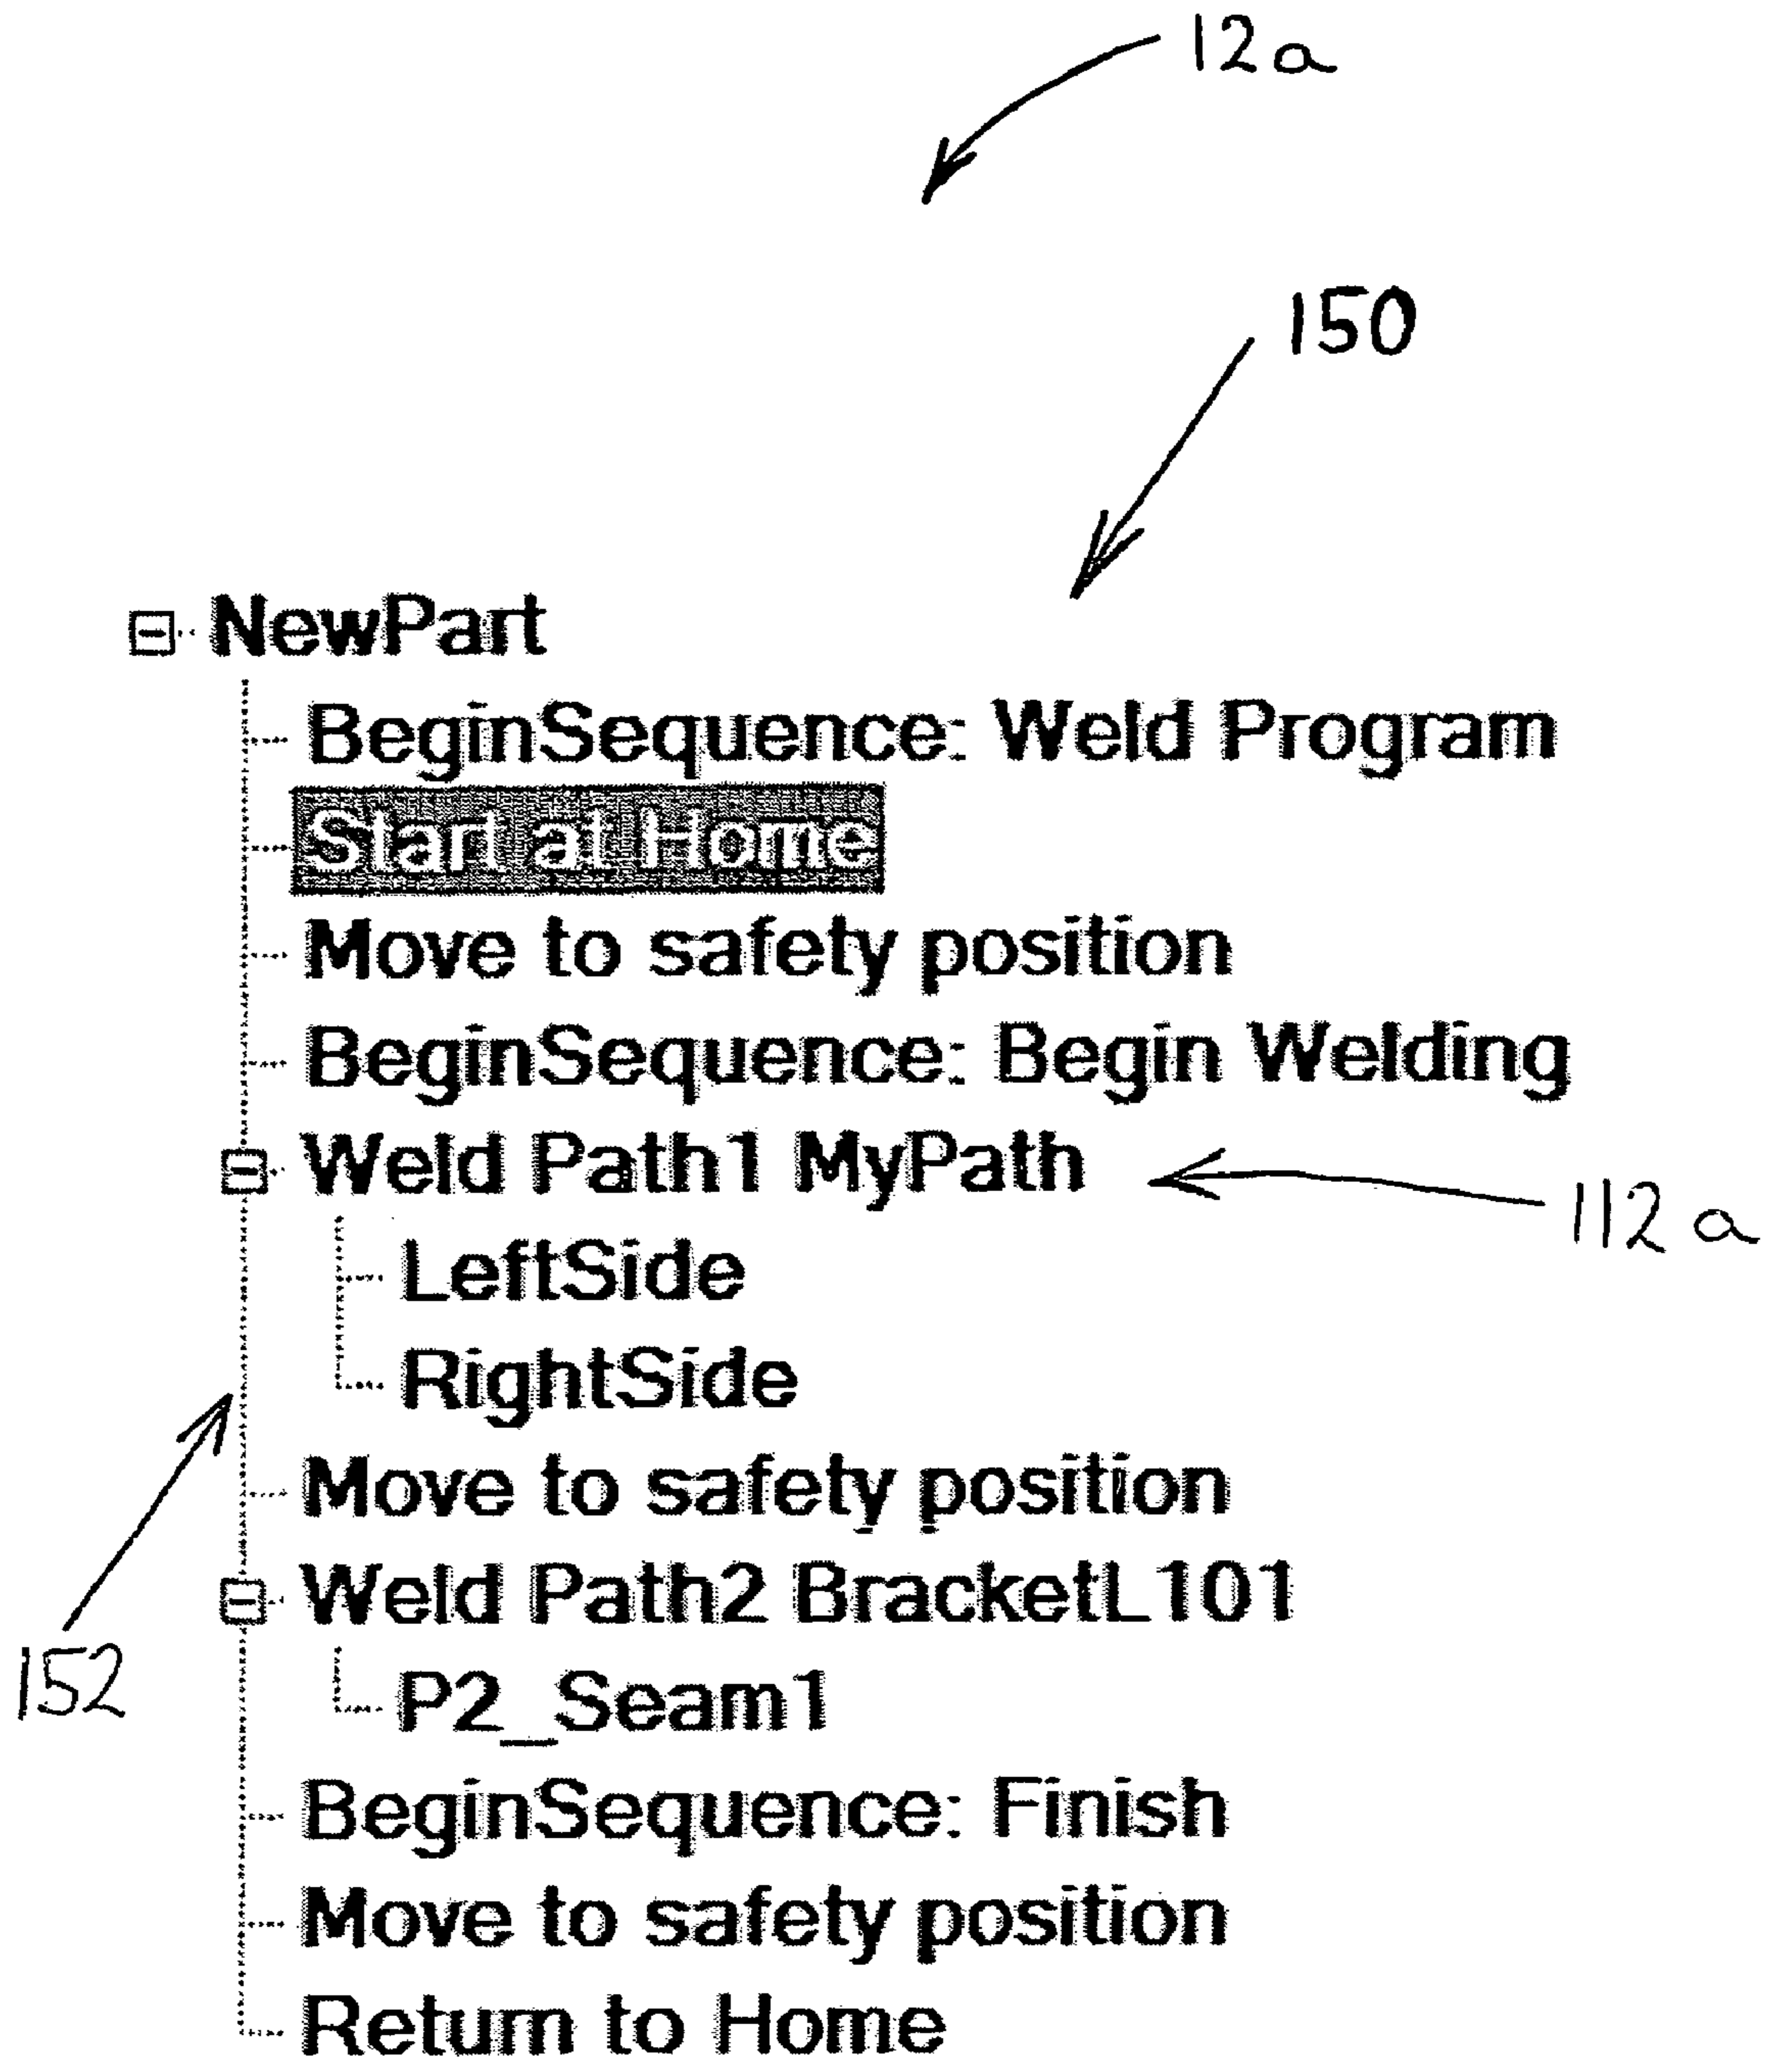 12a
150
NewPart
BeginSequence: Weld Program
Start at Home
Move to safety position
BeginSequence: Begin Welding
Weld Path1 MyPath
112a
LeftSide
RightSide
Move to safety position
Weld Path2 BracketL101
152
P2_Seam1
BeginSequence: Finish
Move to safety position
Return to Home